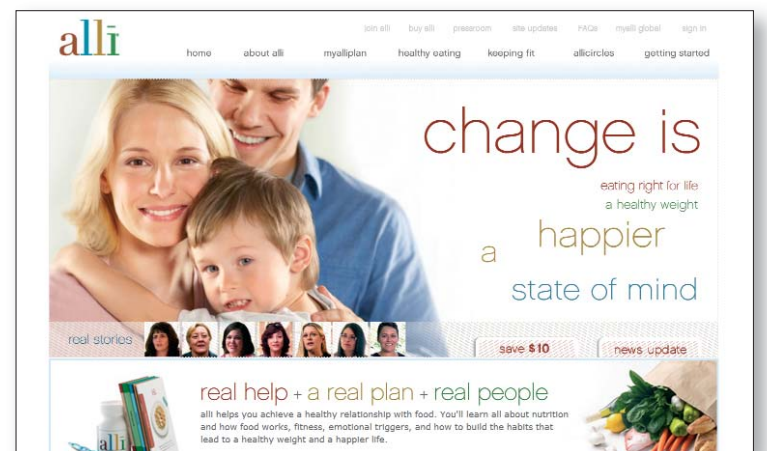 allī
join alli buy alli pressroom site updates FAQs myalli global sign in
home about alli myalliplan healthy eating keeping fit allicircles getting started
change is
eating right for life
a healthy weight
a happier
state of mind
real stories
save $10
news update
real help + a real plan + real people
alli helps you achieve a healthy relationship with food. You'll learn all about nutrition
and how food works, fitness, emotional triggers, and how to build the habits that
lead to a healthy weight and a happier life.
allī